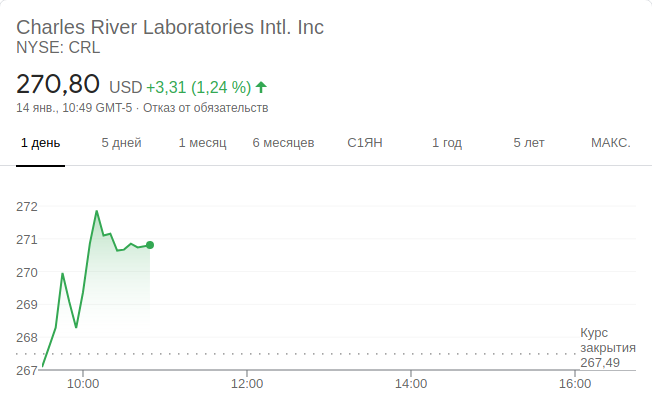 Charles River Laboratories Intl. Inc
NYSE: CRL
270,80 USD +3,31 (1,24 %)
14 янв., 10:49 GMT-5 · Отказ от обязательств
1 день 5 дней 1 месяц 6 месяцев С1ЯН 1 год 5 лет МАКС.
272
271
270
269
268
267
Курс
закрытия
267,49
10:00 12:00 14:00 16:00